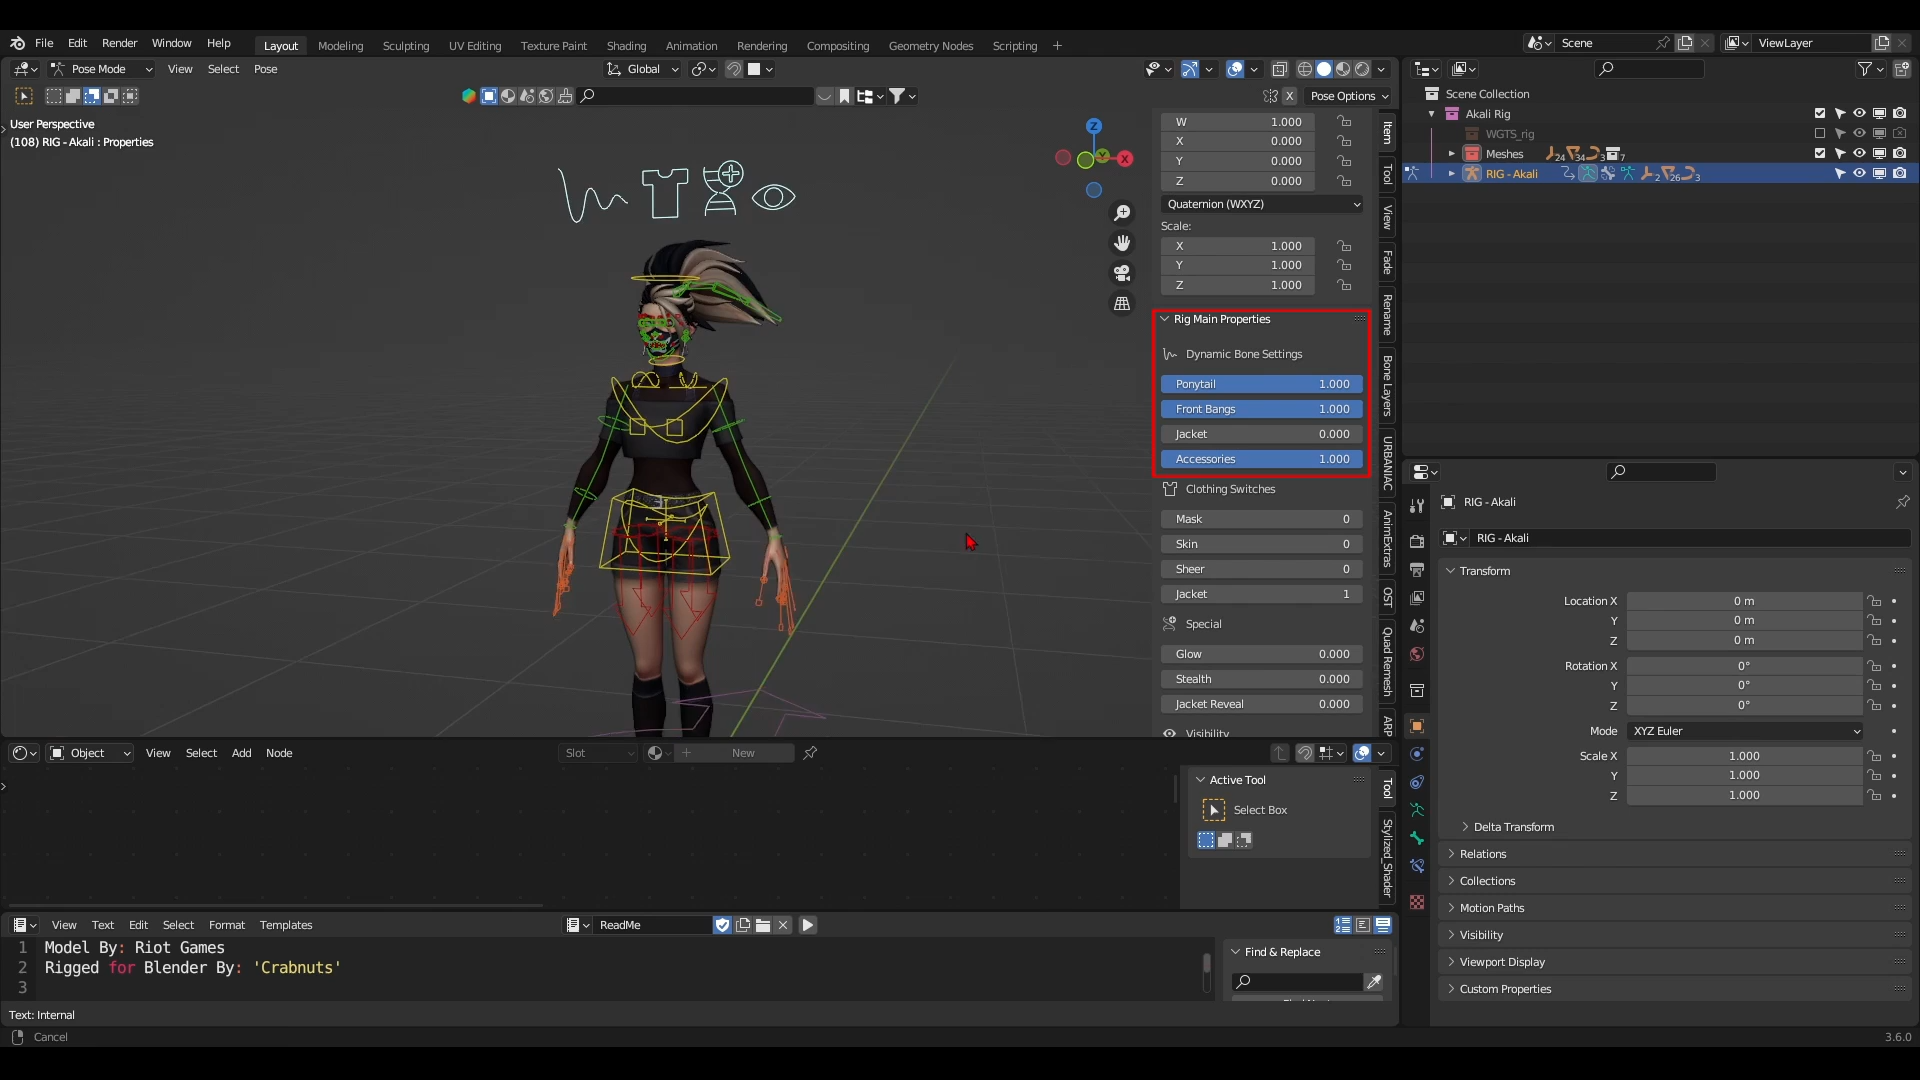 File Edit Render Window Help Layout Modeling Sculpting UV Editing Texture Paint Shading Animation Rendering Compositing Geometry Nodes Scripting + Scene ViewLayer
Pose Mode View Select Pose Global
X Pose Options
User Perspective
(108) RIG - Akali : Properties
Z
X
W 1.000
X 0.000
Y 0.000
Z 0.000
Quaternion (WXYZ)
Scale:
X 1.000
Y 1.000
Z 1.000
Rig Main Properties
Dynamic Bone Settings
Ponytail 1.000
Front Bangs 1.000
Jacket 0.000
Accessories 1.000
Clothing Switches
Mask 0
Skin 0
Sheer 0
Jacket 1
Special
Glow 0.000
Stealth 0.000
Jacket Reveal 0.000
Visibility
Item
Tool
View
Fade
Rename
Bone Layers
URBANIAC
AnimExtras
OST
Quad Remesh
ARP
Scene Collection
Akali Rig
WGTS_rig
Meshes 24 34 3 7
RIG - Akali 2 26 3
RIG - Akali
RIG - Akali
Transform
Location X 0 m
Y 0 m
Z 0 m
Rotation X 0°
Y 0°
Z 0°
Mode XYZ Euler
Scale X 1.000
Y 1.000
Z 1.000
Delta Transform
Relations
Collections
Motion Paths
Visibility
Viewport Display
Custom Properties
Object View Select Add Node Slot New
Active Tool
Select Box
Tool
Stylized_Shader
View Text Edit Select Format Templates ReadMe
1 Model By: Riot Games
2 Rigged for Blender By: 'Crabnuts'
3
Find & Replace
Text: Internal
Cancel
3.6.0